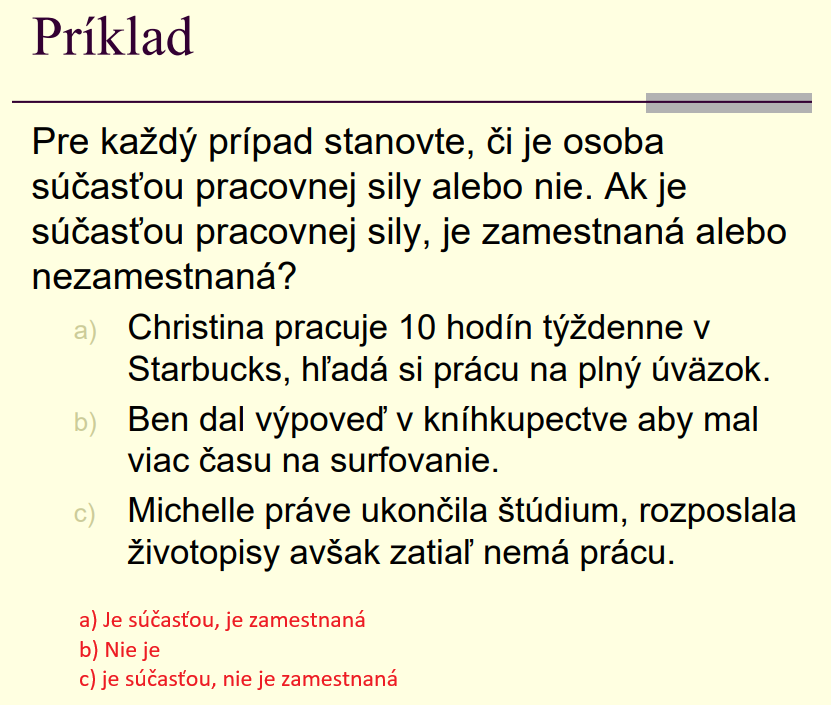 Príklad
Pre každý prípad stanovte, či je osoba
súčasťou pracovnej sily alebo nie. Ak je
súčasťou pracovnej sily, je zamestnaná alebo
nezamestnaná?
a) Christina pracuje 10 hodín týždenne v
Starbucks, hľadá si prácu na plný úväzok.
b) Ben dal výpoveď v kníhkupectve aby mal
viac času na surfovanie.
c) Michelle práve ukončila štúdium, rozposlala
životopisy avšak zatiaľ nemá prácu.
a) Je súčasťou, je zamestnaná
b) Nie je
c) je súčasťou, nie je zamestnaná